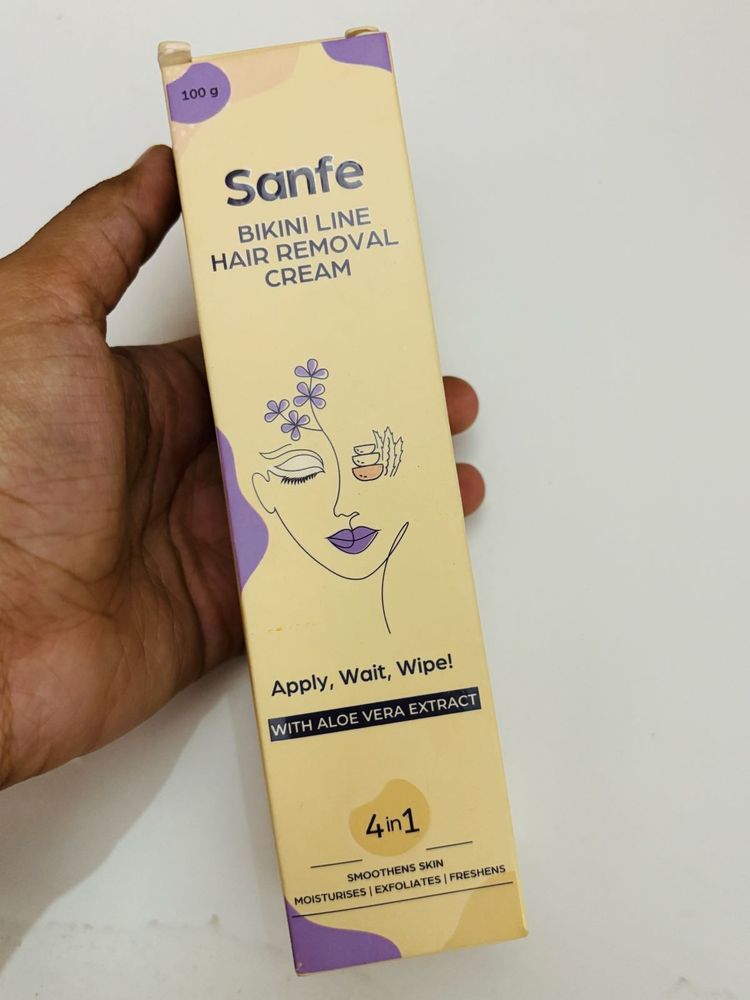 100 g
Sanfe
BIKINI LINE
HAIR REMOVAL
CREAM
Apply, Wait, Wipe!
WITH ALOE VERA EXTRACT
4in1
SMOOTHENS SKIN
MOISTURISES | EXFOLIATES | FRESHENS